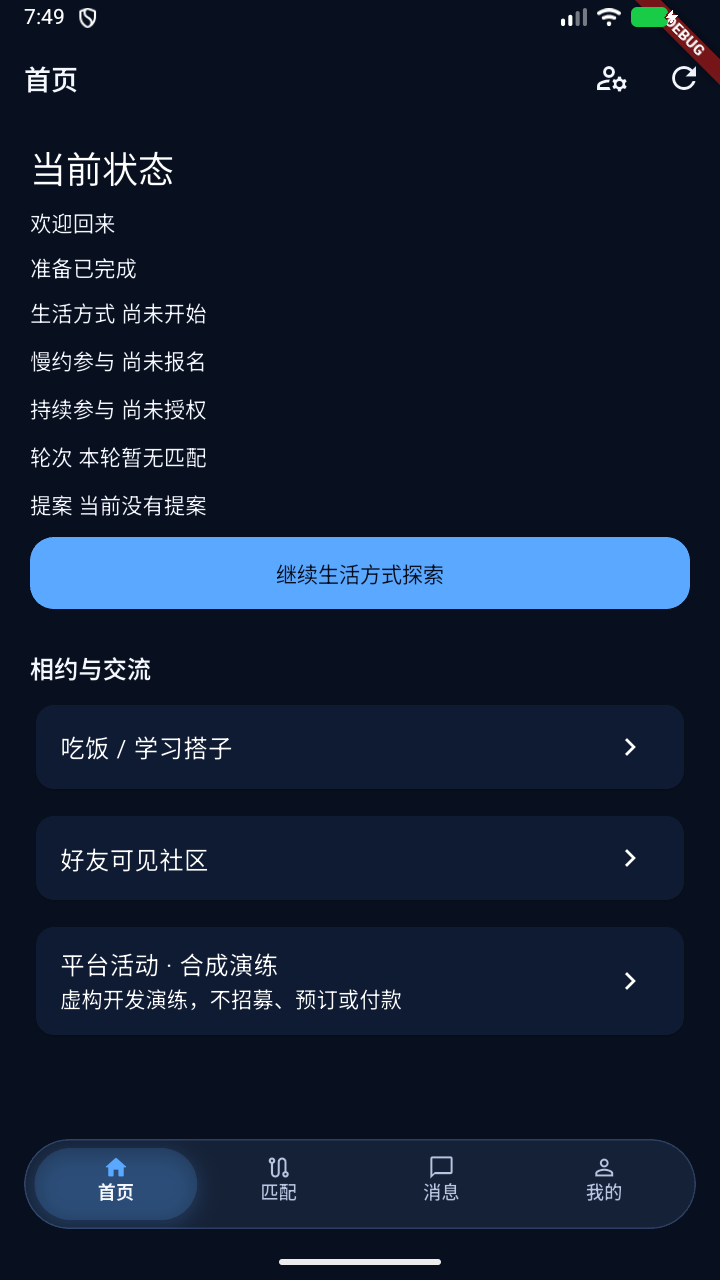 7:49
DEBUG
首页
当前状态
欢迎回来
准备已完成
生活方式 尚未开始
慢约参与 尚未报名
持续参与 尚未授权
轮次 本轮暂无匹配
提案 当前没有提案
继续生活方式探索
相约与交流
吃饭 / 学习搭子
好友可见社区
平台活动 · 合成演练
虚构开发演练，不招募、预订或付款
首页
匹配
消息
我的